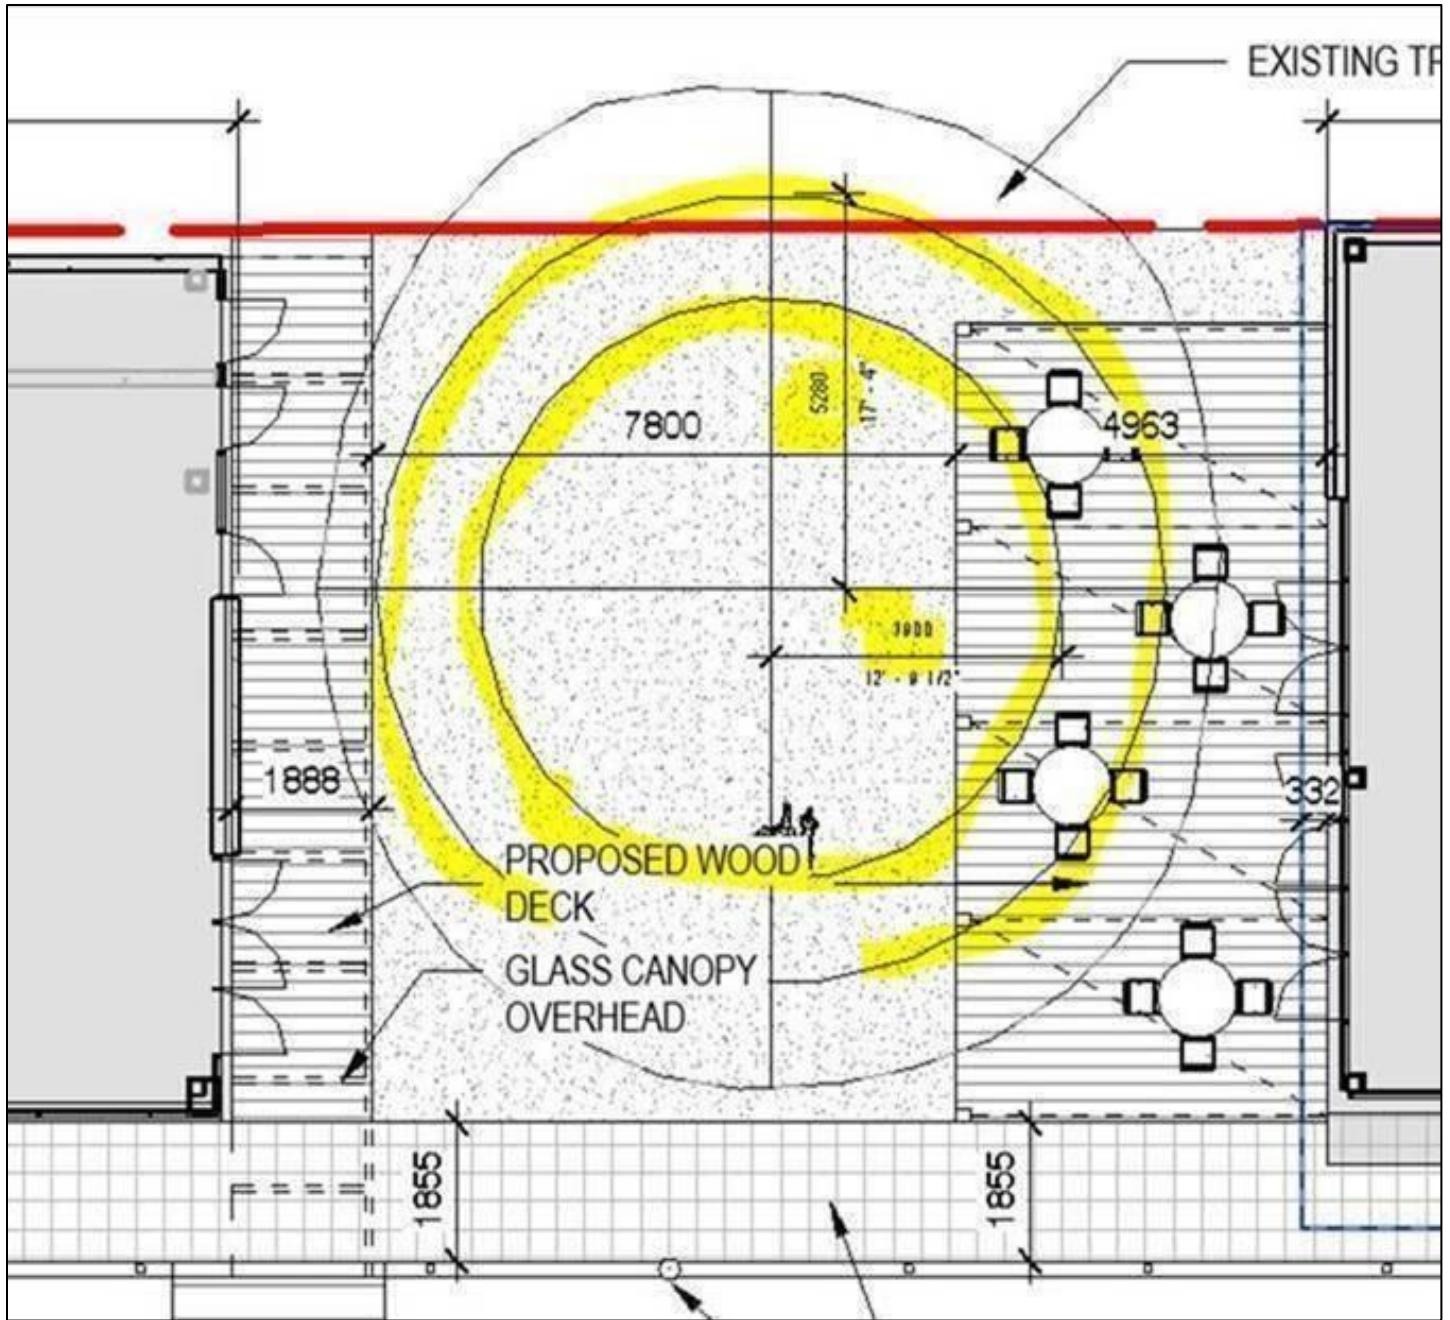 EXISTING TR
5280
17' - 4"
7800
4963
3900
12' - 9 1/2"
1888
332
PROPOSED WOOD
DECK
GLASS CANOPY
OVERHEAD
1855
1855